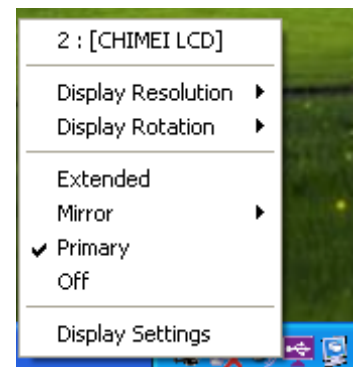 2 : [CHIMEI LCD]
Display Resolution
Display Rotation
Extended
Mirror
Primary
Off
Display Settings